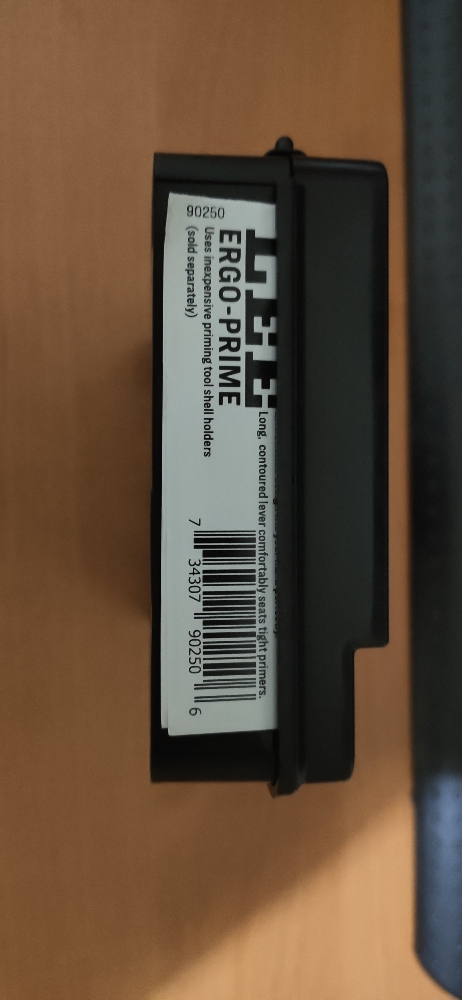 90250
LEE
ERGO-PRIME
Uses inexpensive priming tool shell holders
(sold separately)
Long, contoured lever comfortably seats tight primers.
7 34307 90250 6